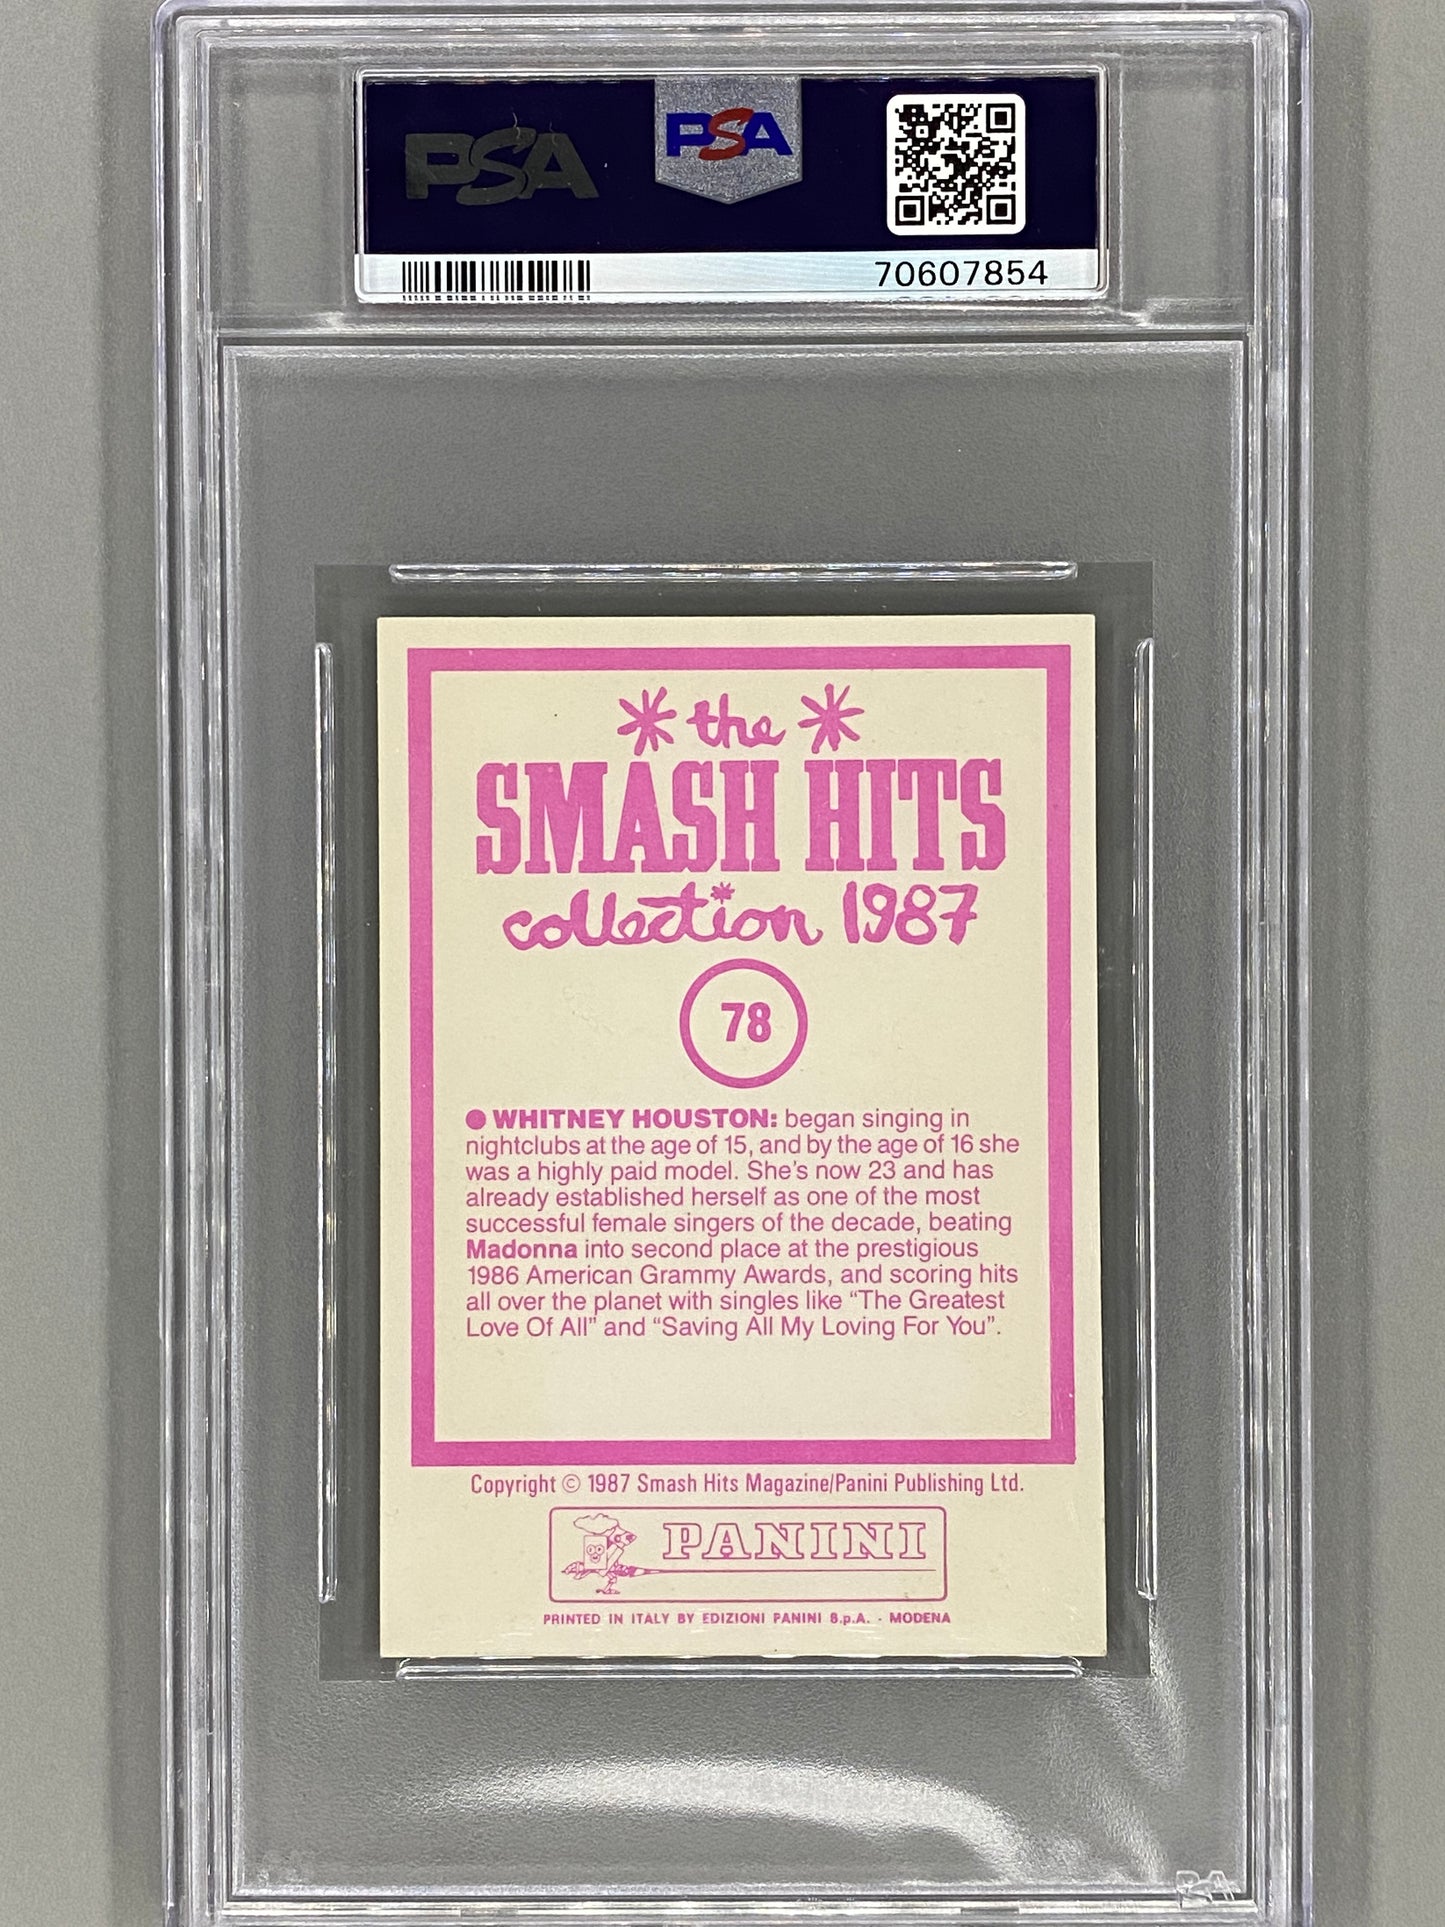 PSA
PSA
70607854
the
SMASH HITS
collection 1987
78
● WHITNEY HOUSTON: began singing in
nightclubs at the age of 15, and by the age of 16 she
was a highly paid model. She's now 23 and has
already established herself as one of the most
successful female singers of the decade, beating
Madonna into second place at the prestigious
1986 American Grammy Awards, and scoring hits
all over the planet with singles like “The Greatest
Love Of All” and “Saving All My Loving For You”.
Copyright © 1987 Smash Hits Magazine/Panini Publishing Ltd.
PANINI
PRINTED IN ITALY BY EDIZIONI PANINI S.p.A. - MODENA
PSA